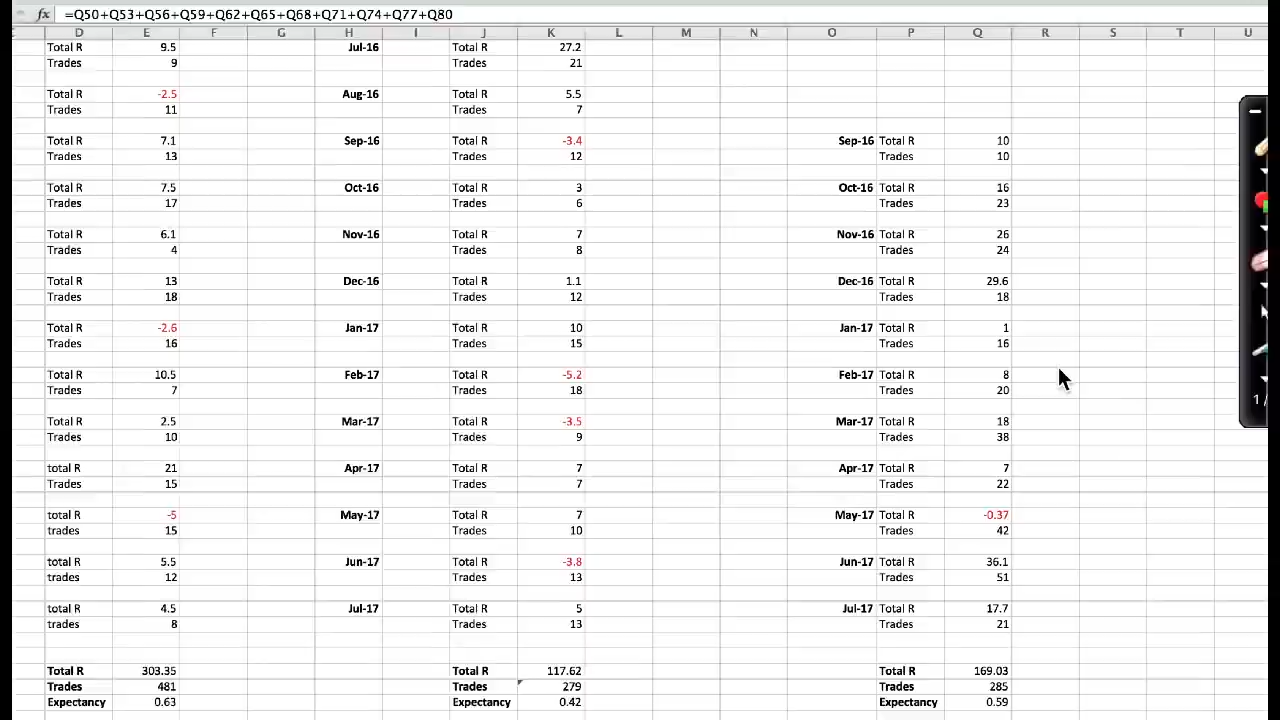 fx =Q50+Q53+Q56+Q59+Q62+Q65+Q68+Q71+Q74+Q77+Q80
D E F G H I J K L M N O P Q R S T U
Total R 9.5 Jul-16 Total R 27.2
Trades 9 Trades 21
Total R -2.5 Aug-16 Total R 5.5
Trades 11 Trades 7
Total R 7.1 Sep-16 Total R -3.4 Sep-16 Total R 10
Trades 13 Trades 12 Trades 10
Total R 7.5 Oct-16 Total R 3 Oct-16 Total R 16
Trades 17 Trades 6 Trades 23
Total R 6.1 Nov-16 Total R 7 Nov-16 Total R 26
Trades 4 Trades 8 Trades 24
Total R 13 Dec-16 Total R 1.1 Dec-16 Total R 29.6
Trades 18 Trades 12 Trades 18
Total R -2.6 Jan-17 Total R 10 Jan-17 Total R 1
Trades 16 Trades 15 Trades 16
Total R 10.5 Feb-17 Total R -5.2 Feb-17 Total R 8
Trades 7 Trades 18 Trades 20
Total R 2.5 Mar-17 Total R -3.5 Mar-17 Total R 18
Trades 10 Trades 9 Trades 38
total R 21 Apr-17 Total R 7 Apr-17 Total R 7
Trades 15 Trades 7 Trades 22
total R -5 May-17 Total R 7 May-17 Total R -0.37
trades 15 Trades 10 Trades 42
total R 5.5 Jun-17 Total R -3.8 Jun-17 Total R 36.1
trades 12 Trades 13 Trades 51
total R 4.5 Jul-17 Total R 5 Jul-17 Total R 17.7
trades 8 Trades 13 Trades 21
Total R 303.35 Total R 117.62 Total R 169.03
Trades 481 Trades 279 Trades 285
Expectancy 0.63 Expectancy 0.42 Expectancy 0.59